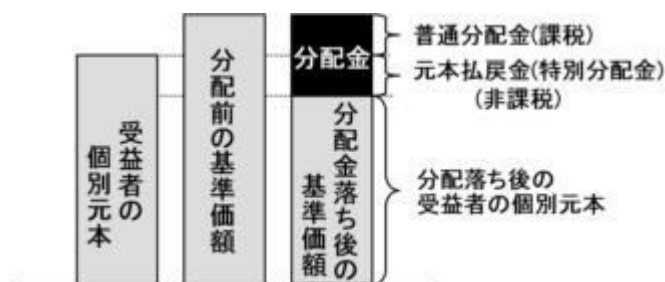 受益者の
個別元本
分配前の基準価額
分配金
分配金落ち後の
基準価額
普通分配金(課税)
元本払戻金(特別分配金)
(非課税)
分配落ち後の
受益者の個別元本